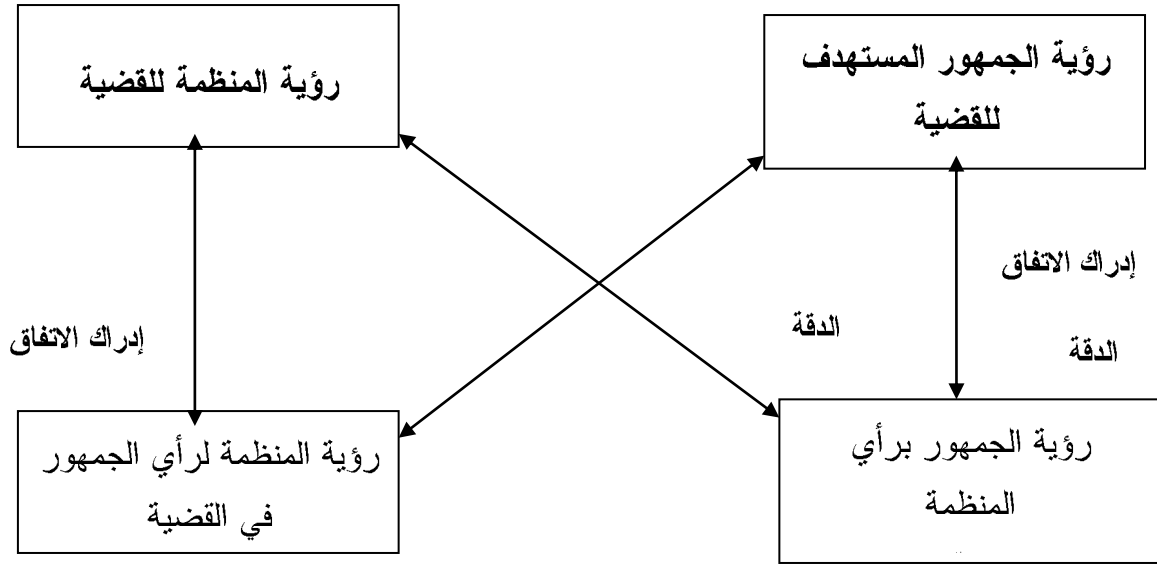 رؤية الجمهور المستهدف
للقضية
رؤية المنظمة للقضية
إدراك الاتفاق
الدقة
الدقة
إدراك الاتفاق
رؤية الجمهور برأي
المنظمة
رؤية المنظمة لرأي الجمهور
في القضية